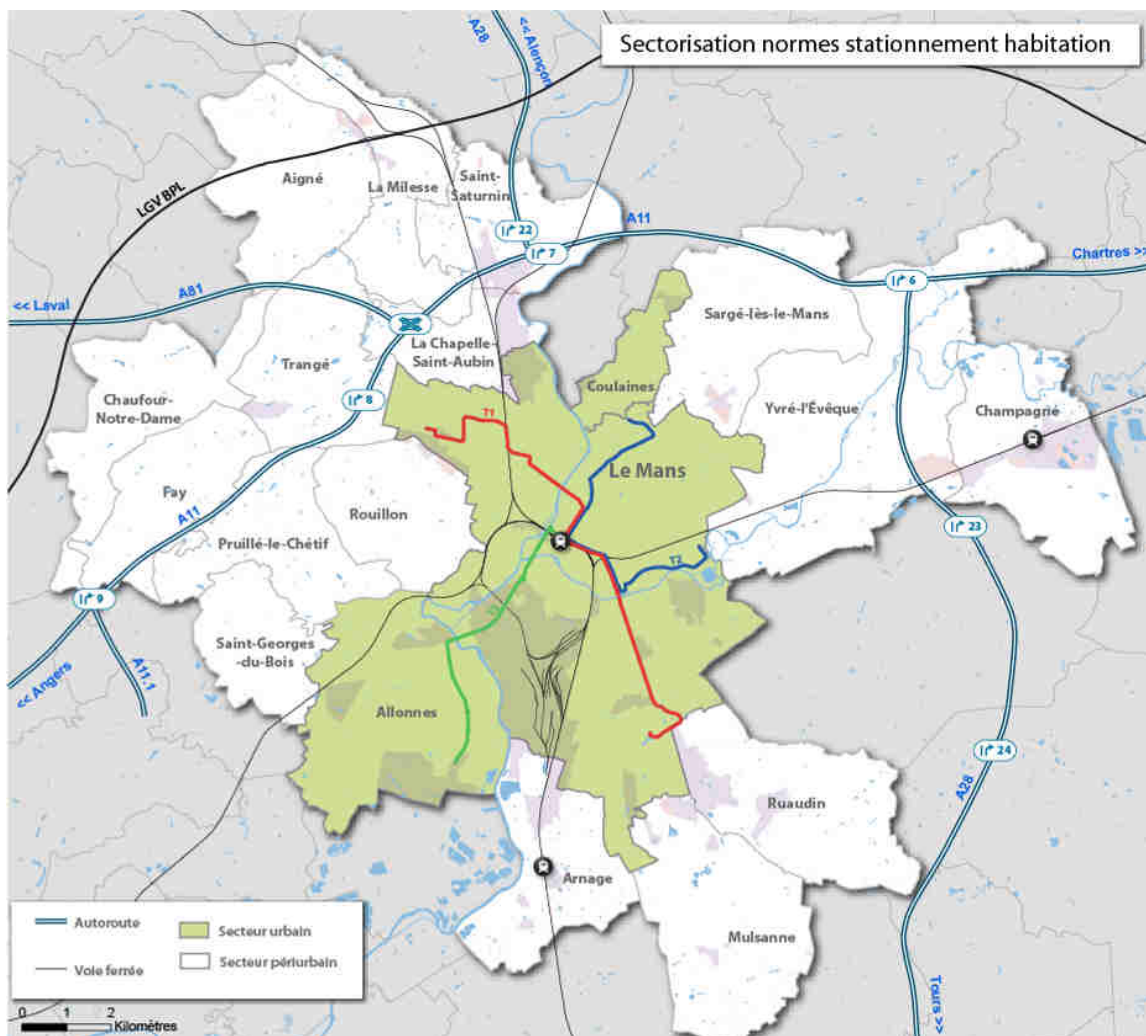 Sectorisation normes stationnement habitation
A28
<< Alençon
LGV BPL
Aigné
La Milesse
Saint-
Saturnin
22
7
A11
Chartres >>
6
<< Laval
A81
Sargé-lès-le-Mans
La Chapelle-
Saint-Aubin
Trangé
8
Coulaines
Chaufour-
Notre-Dame
Yvré-l'Évêque
Champagné
T1
Le Mans
Fay
A11
Rouillon
23
Pruillé-le-Chétif
T2
9
T3
Saint-Georges
-du-Bois
<< Angers
A11.1
Allonnes
24
A28
Ruaudin
Arnage
Mulsanne
Tours >>
Autoroute
Secteur urbain
Voie ferrée
Secteur périurbain
0 1 2
Kilomètres